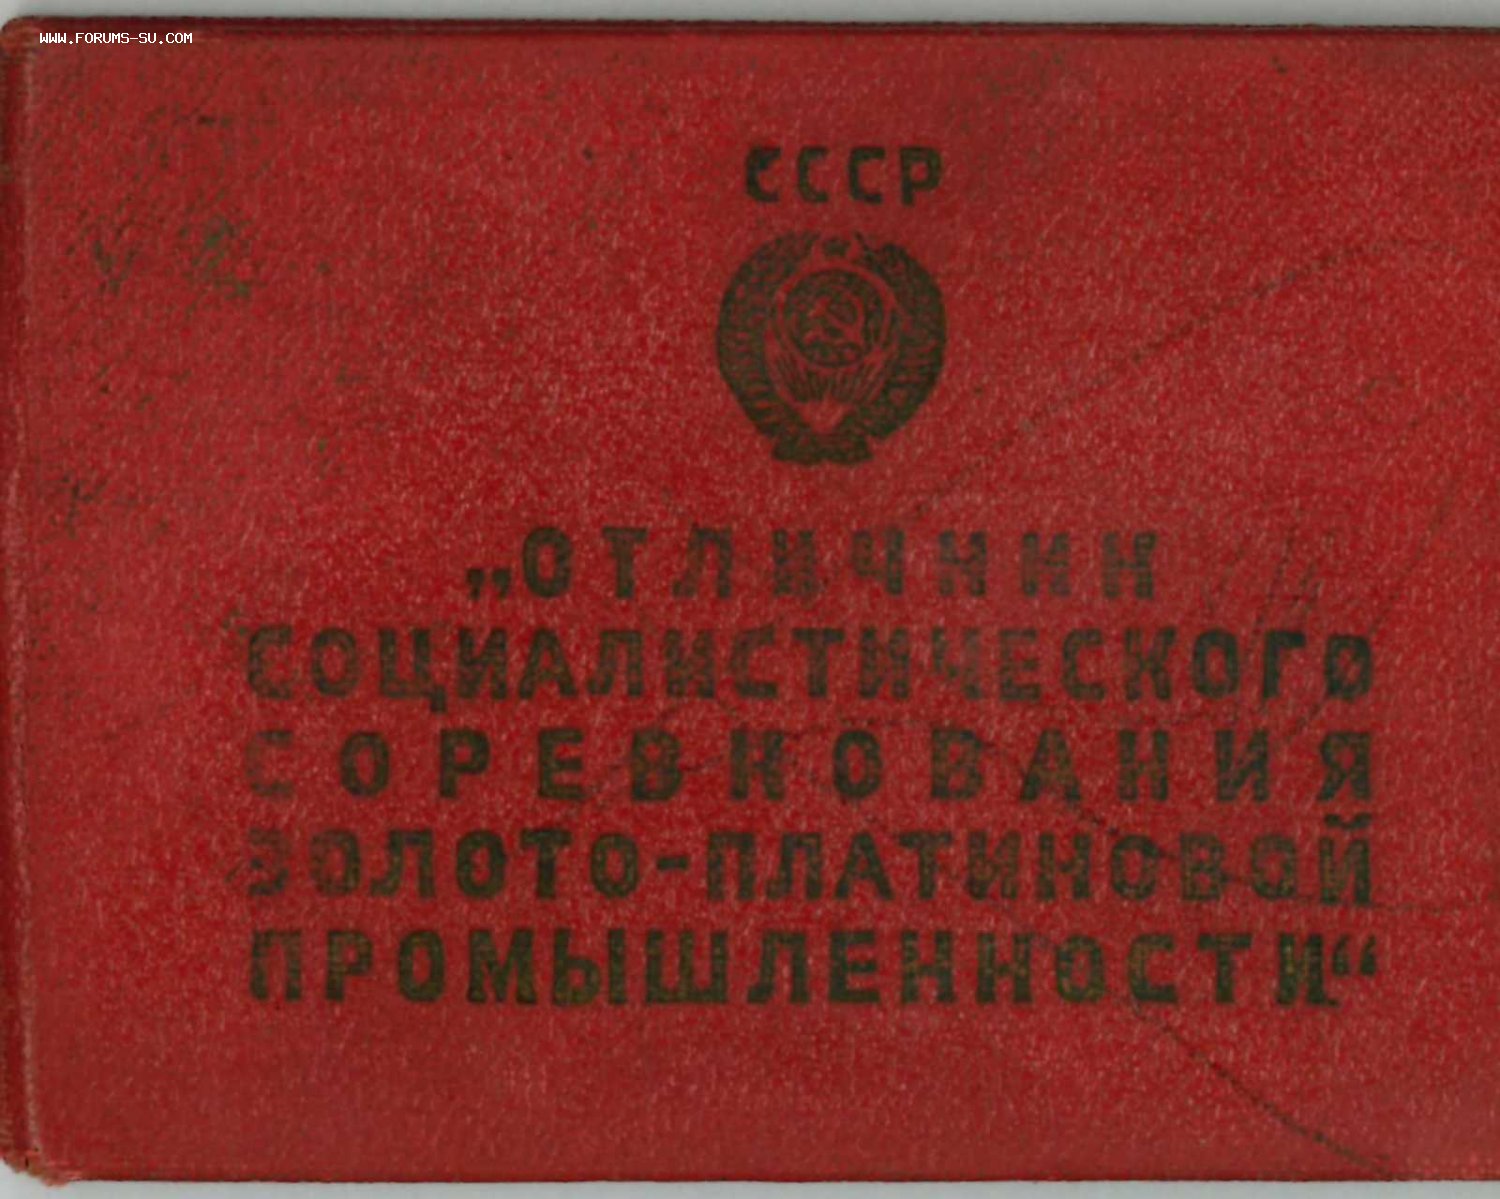 WWW.FORUMS-SU.COM
СССР
„ОТЛИЧНИК
СОЦИАЛИСТИЧЕСКОГО
СОРЕВНОВАНИЯ
ЗОЛОТО-ПЛАТИНОВОЙ
ПРОМЫШЛЕННОСТИ“